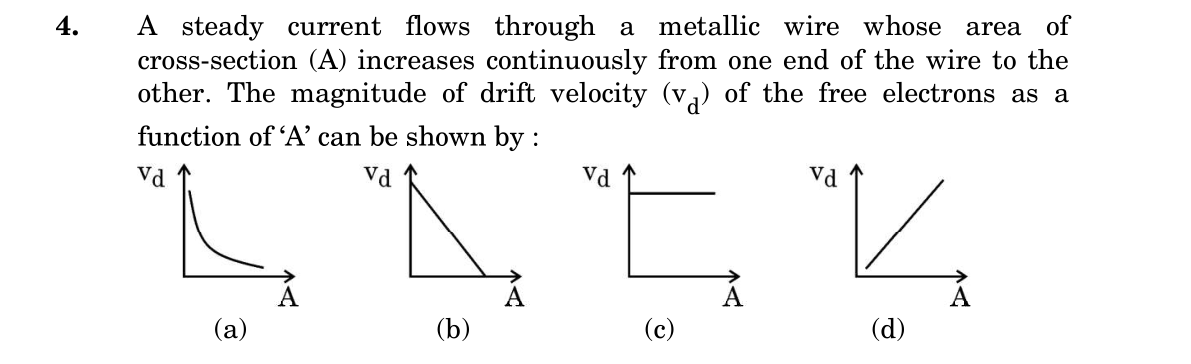 4. A steady current flows through a metallic wire whose area of
cross-section (A) increases continuously from one end of the wire to the
other. The magnitude of drift velocity (vd) of the free electrons as a
function of ‘A’ can be shown by :
vd vd vd vd
A A A A
(a) (b) (c) (d)